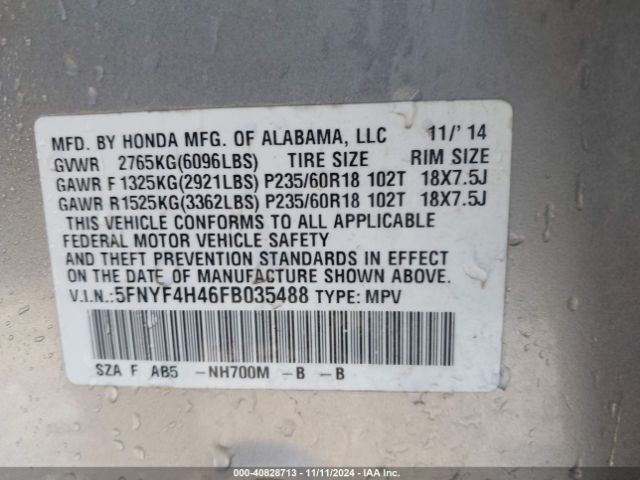 MFD. BY HONDA MFG. OF ALABAMA, LLC 11/' 14
GVWR 2765KG(6096LBS) TIRE SIZE RIM SIZE
GAWR F 1325KG(2921LBS) P235/60R18 102T 18X7.5J
GAWR R1525KG(3362LBS) P235/60R18 102T 18X7.5J
THIS VEHICLE CONFORMS TO ALL APPLICABLE
FEDERAL MOTOR VEHICLE SAFETY
AND THEFT PREVENTION STANDARDS IN EFFECT
ON THE DATE OF MANUFACTURE SHOWN ABOVE.
V.I.N.:5FNYF4H46FB035488 TYPE: MPV
SZA F AB5 -NH700M -B -B
000-40828713 - 11/11/2024 - IAA Inc.